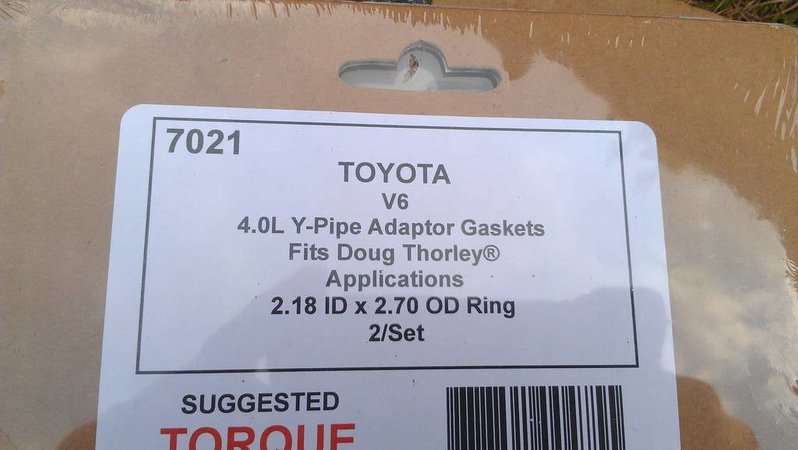 7021
TOYOTA
V6
4.0L Y-Pipe Adaptor Gaskets
Fits Doug Thorley®
Applications
2.18 ID x 2.70 OD Ring
2/Set
SUGGESTED
TORQUE